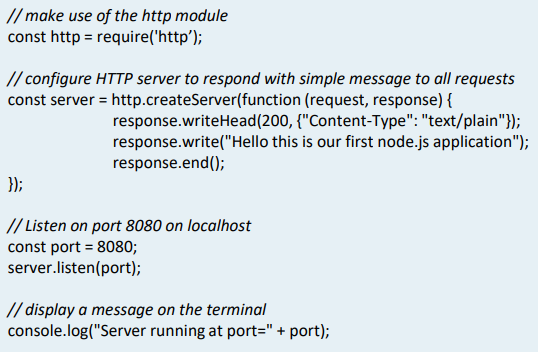 // make use of the http module
const http = require('http’);
// configure HTTP server to respond with simple message to all requests
const server = http.createServer(function (request, response) {
response.writeHead(200, {"Content-Type": "text/plain"});
response.write("Hello this is our first node.js application");
response.end();
});
// Listen on port 8080 on localhost
const port = 8080;
server.listen(port);
// display a message on the terminal
console.log("Server running at port=" + port);